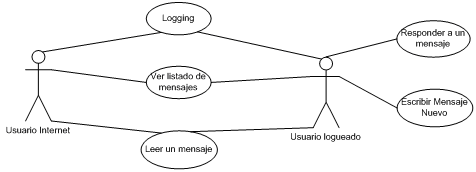 Logging
Responder a un
mensaje
Ver listado de
mensajes
Escribir Mensaje
Nuevo
Usuario Internet
Usuario logueado
Leer un mensaje